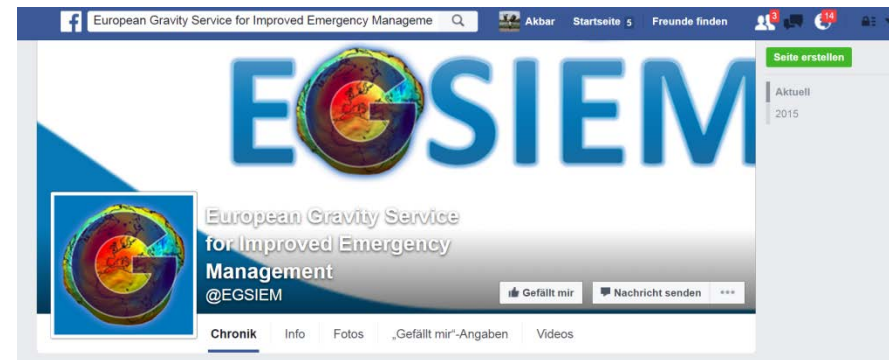 European Gravity Service for Improved Emergency Manageme
Akbar
Startseite 5
Freunde finden
3
14
EGSIEM
Seite erstellen
Aktuell
2015
G
European Gravity Service
for Improved Emergency
Management
@EGSIEM
Gefällt mir
Nachricht senden
Chronik Info Fotos „Gefällt mir“-Angaben Videos